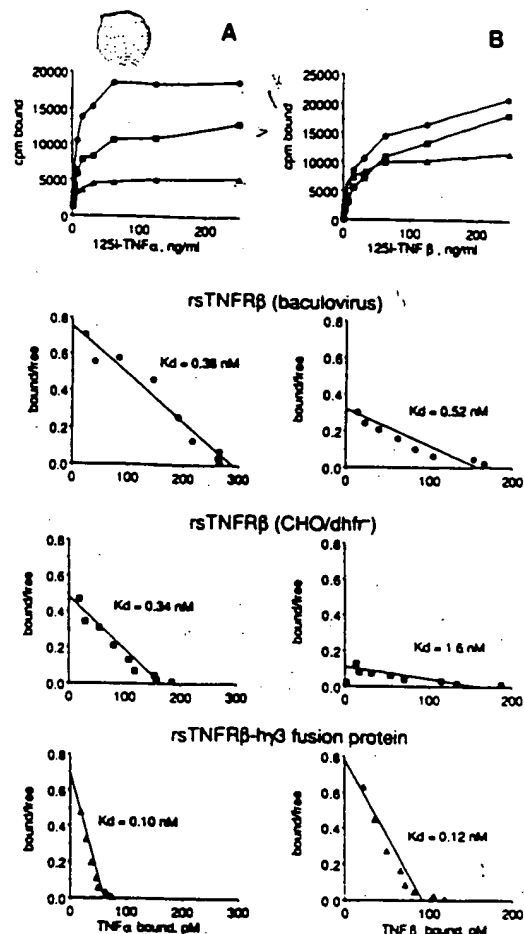 A
B
20000
15000
10000
5000
0
cpm bound
0
100
200
125I-TNFα, ng/ml
25000
20000
15000
10000
5000
0
cpm bound
0
100
200
125I-TNFβ, ng/ml
rsTNFRβ (baculovirus)
0.8
0.6
0.4
0.2
0.0
bound/free
Kd = 0.38 nM
0
100
200
300
0.8
0.6
0.4
0.2
0.0
bound/free
Kd = 0.52 nM
0
100
200
rsTNFRβ (CHO/dhfr⁻)
0.8
0.6
0.4
0.2
0.0
bound/free
Kd = 0.34 nM
0
100
200
300
0.8
0.6
0.4
0.2
0.0
bound/free
Kd = 1.6 nM
0
100
200
rsTNFRβ-hγ3 fusion protein
0.8
0.6
0.4
0.2
0.0
bound/free
Kd = 0.10 nM
0
100
200
300
TNFα bound, pM
0.8
0.6
0.4
0.2
0.0
bound/free
Kd = 0.12 nM
0
100
200
TNFβ bound, pM